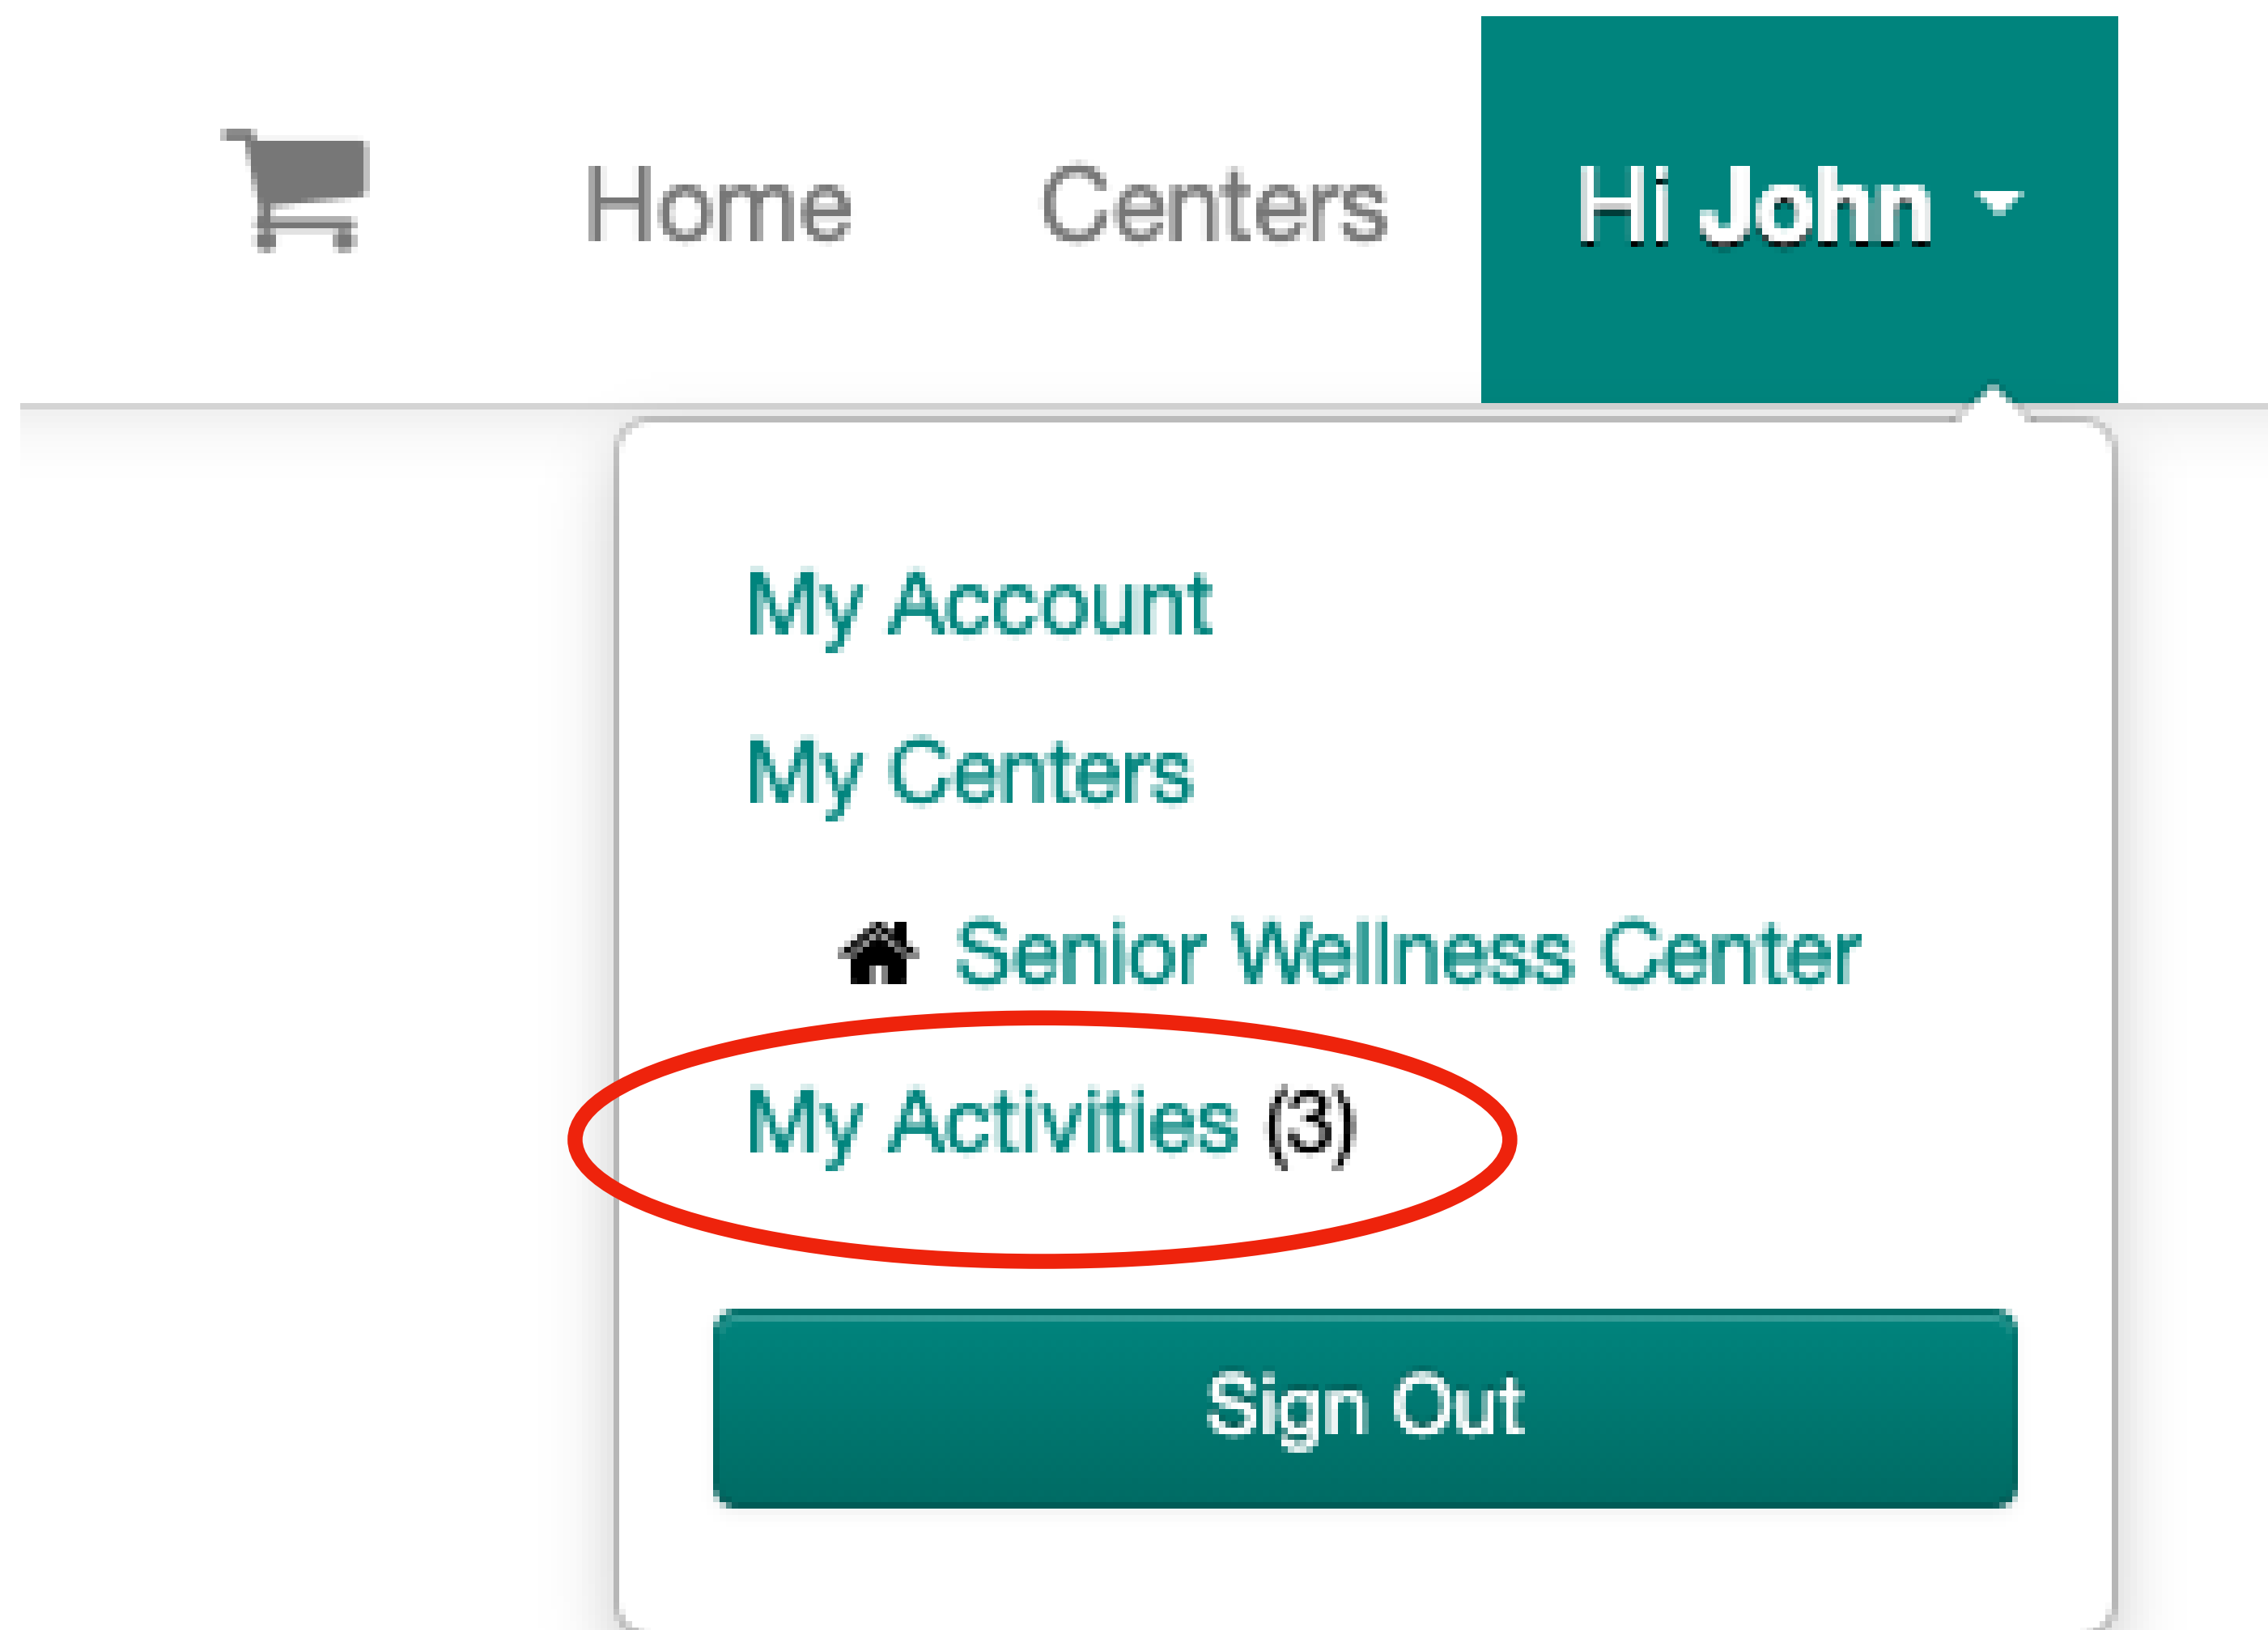 Home Centers Hi John
My Account
My Centers
Senior Wellness Center
My Activities (3)
Sign Out